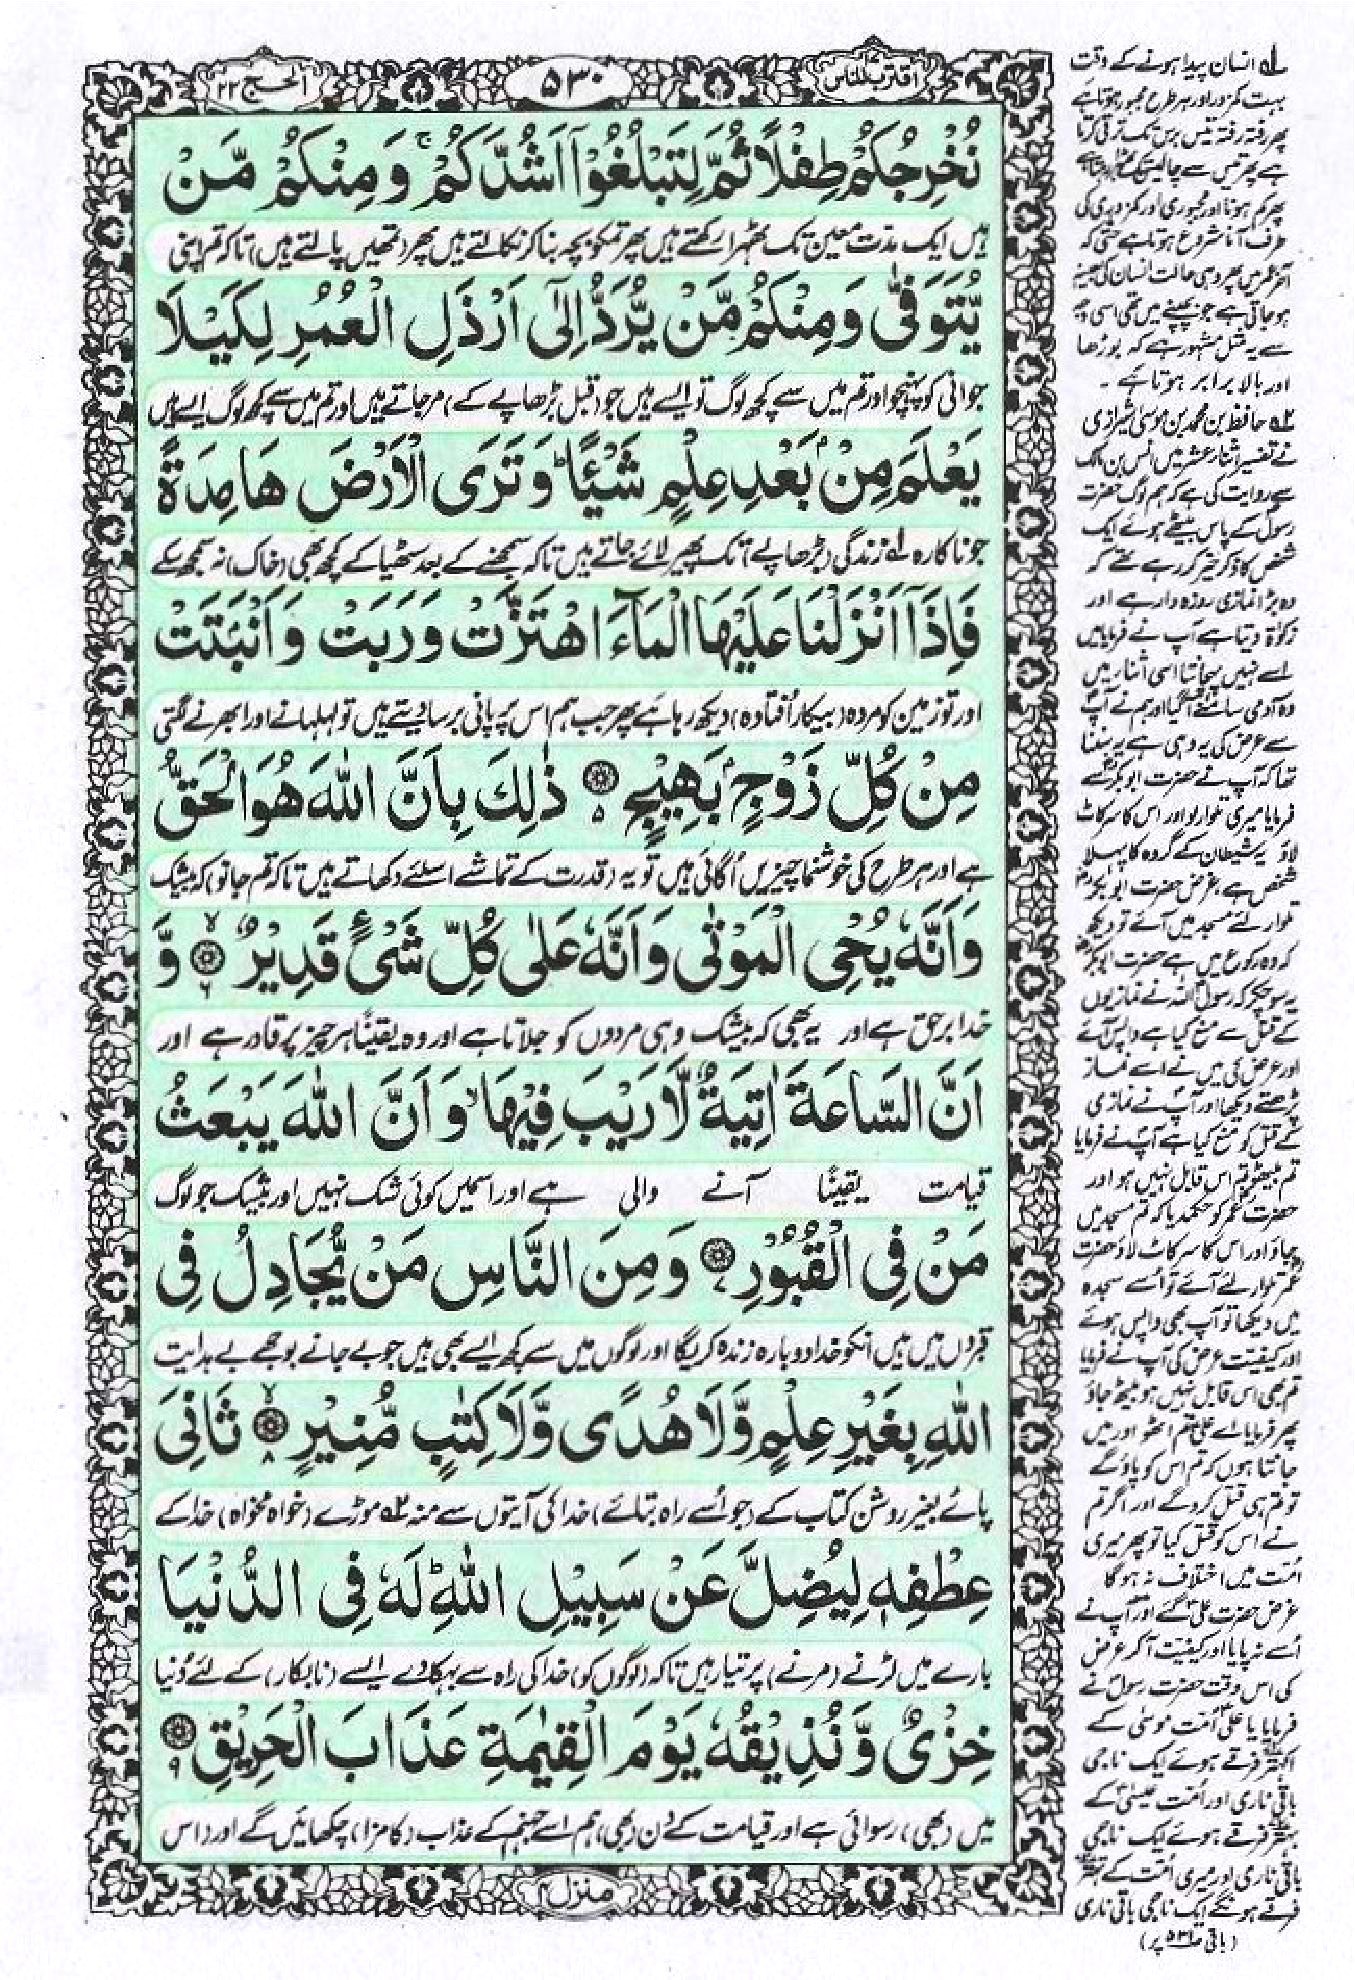 اقترب للناس ۱۷
۵۳۰
الحج ۲۲
نُخْرِجُكُمْ طِفْلًا ثُمَّ لِتَبْلُغُوْۤا اَشُدَّكُمْ ۚ وَمِنْكُمْ مَّنْ
ہیں ایک مدت معین تک ٹھہرا رکھتے ہیں پھر تمکو بچہ بنا کر نکالتے ہیں پھر (تمھیں پالتے ہیں) تاکہ تم اپنی
یُّتَوَفّٰی وَمِنْكُمْ مَّنْ یُّرَدُّ اِلٰۤی اَرْذَلِ الْعُمُرِ لِكَیْلَا
جوانی کو پہنچو اور تم میں سے کچھ لوگ تو ایسے ہیں جو (قبل بڑھاپے کے) مرجاتے ہیں اور تم میں سے کچھ لوگ ایسے ہیں
یَعْلَمَ مِنْۢ بَعْدِ عِلْمٍ شَیْـًٔا ؕ وَتَرَی الْاَرْضَ هَامِدَةً
جو ناکارہ لے زندگی (بڑھاپے) تک پھیر لائے جاتے ہیں تاکہ سمجھنے کے بعد سٹھیا کے کچھ بھی (خاک) نہ سمجھ سکے
فَاِذَاۤ اَنْزَلْنَا عَلَیْهَا الْمَآءَ اهْتَزَّتْ وَرَبَتْ وَاَنْۢبَتَتْ
اور تو زمین کو مردہ (بیکار اُفتادہ) دیکھ رہا ہے پھر جب ہم اس پر پانی برسا دیتے ہیں تو لہلہانے اور ابھرنے لگتی
مِنْ كُلِّ زَوْجٍۭ بَهِیْجٍ ۵ ذٰلِكَ بِاَنَّ اللّٰهَ هُوَ الْحَقُّ
ہے اور ہر طرح کی خوشنما چیزیں اُگاتی ہیں تو یہ (قدرت کے تماشے اسلئے دکھاتے ہیں تاکہ تم جانو) کہ بیشک
وَاَنَّهٗ یُحْیِ الْمَوْتٰی وَاَنَّهٗ عَلٰی كُلِّ شَیْءٍ قَدِیْرٌ ۙ ۶ وَّ
خدا برحق ہے اور یہ بھی کہ بیشک وہی مردوں کو جلاتا ہے اور وہ یقیناً ہر چیز پر قادر ہے اور
اَنَّ السَّاعَةَ اٰتِیَةٌ لَّا رَیْبَ فِیْهَا ۙ وَاَنَّ اللّٰهَ یَبْعَثُ
قیامت یقیناً آنے والی ہے اور اسمیں کوئی شک نہیں اور بیشک جو لوگ
مَنْ فِی الْقُبُوْرِ ۷ وَمِنَ النَّاسِ مَنْ یُّجَادِلُ فِی
قبروں میں ہیں انکو خدا دوبارہ زندہ کریگا اور لوگوں میں سے کچھ ایسے بھی ہیں جو بے جانے بوجھے بے ہدایت
اللّٰهِ بِغَیْرِ عِلْمٍ وَّلَا هُدًی وَّلَا كِتٰبٍ مُّنِیْرٍ ۙ ۸ ثَانِیَ
پائے بغیر روشن کتاب کے (جو اُسے راہ بتائے) خدا کی آیتوں سے منہ ۲ے موڑے (خواہ مخواہ) خدا کے
عِطْفِهٖ لِیُضِلَّ عَنْ سَبِیْلِ اللّٰهِ ؕ لَهٗ فِی الدُّنْیَا
بارے میں لڑنے (مرنے) پر تیار ہیں تاکہ (لوگوں کو) خدا کی راہ سے بہکا دے ایسے (نابکار) کے لئے دُنیا
خِزْیٌ وَّنُذِیْقُهٗ یَوْمَ الْقِیٰمَةِ عَذَابَ الْحَرِیْقِ ۹
میں (بھی) رسوائی ہے اور قیامت کے دن (بھی) ہم اسے جہنم کے عذاب (کا مزا) چکھائیں گے اور (اس
منزل ۴
لے انسان پیدا ہونے کے وقت
بہت کمزور اور ہر طرح مجبور ہوتا ہے
پھر رفتہ رفتہ تیس برس تک ترقی کرتا
ہے پھر تیس سے چالیس تک
پھر کم ہونا اور مجبوری اور کمزوری کی
طرف آنا شروع ہوتا ہے حتی کہ
آخر عمر میں پھر وہی حالت انسان کی
ہو جاتی ہے جو بچپنے میں تھی اسی وجہ
سے یہ مثل مشہور ہے کہ بوڑھا
اور بالا برابر ہوتا ہے ۔
۲ے حافظ بن محمد بن موسیٰ شیرازی
نے تفسیر اثنا عشر میں انس بن مالک
سے روایت کی ہے کہ ہم لوگ حضرت
رسول کے پاس بیٹھے ہوئے ایک
شخص کا ذکر خیر کر رہے تھے کہ
وہ بڑا نمازی روزہ دار ہے اور
زکوٰۃ دیتا ہے آپ نے فرمایا میں
اسے نہیں پہچانتا اسی اثنا میں
وہ آدمی سامنے آگیا اور ہم نے آپ
سے عرض کی یہ وہی ہے یہ سننا
تھا کہ آپ نے حضرت ابوبکر سے
فرمایا میری تلوار لو اور اس کا سر کاٹ
لاؤ یہ شیطان کے گروہ کا پہلا
شخص ہے غرض حضرت ابوبکر
تلوار لئے مسجد میں آئے تو دیکھا
کہ وہ رکوع میں ہے حضرت ابوبکر
یہ سوچکر کہ رسول اللہ نے نمازیوں
کے قتل سے منع کیا ہے واپس آئے
اور عرض کی میں نے اسے نماز
پڑھتے دیکھا اور آپ نے نمازی
کے قتل کو منع کیا ہے آپ نے فرمایا
تم بیٹھو تم اس قابل نہیں ہو اور
حضرت عمر کو حکم دیا کہ تم مسجد میں
جاؤ اور اس کا سر کاٹ لاؤ حضرت
عمر تلوار لئے آئے تو اُسے سجدہ
میں دیکھا تو آپ بھی واپس ہوئے
اور کیفیت عرض کی آپ نے فرمایا
تم بھی اس قابل نہیں ہو بیٹھ جاؤ
پھر فرمایا اے علی تم اٹھو اور میں
جانتا ہوں کہ تم اس کو پاؤ گے
تو تم ہی قتل کرو گے اور اگر تم
نے اس کو قتل کیا تو پھر میری
اُمت میں اختلاف نہ ہوگا
غرض حضرت علی گئے اور آپ نے
اُسے نہ پایا اور کیفیت آکر عرض
کی اس وقت حضرت رسول نے
فرمایا یا علی اُمت موسیٰ کے
اکہتر فرقے ہوئے ایک ناجی
باقی ناری اور اُمت عیسیٰ کے
بہتر فرقے ہوئے ایک ناجی
باقی ناری اور میری اُمت کے تہتر
فرقے ہونگے ایک ناجی باقی ناری
(باقی صـ۵۳۱ پر)